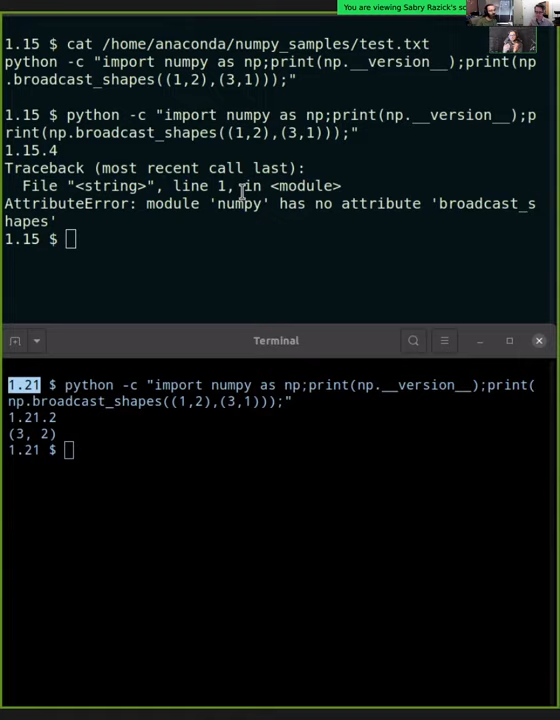 You are viewing Sabry Razick's sc
1.15 $ cat /home/anaconda/numpy_samples/test.txt
python -c "import numpy as np;print(np.__version__);print(np
.broadcast_shapes((1,2),(3,1)));"
1.15 $ python -c "import numpy as np;print(np.__version__);p
rint(np.broadcast_shapes((1,2),(3,1)));"
1.15.4
Traceback (most recent call last):
  File "<string>", line 1, in <module>
AttributeError: module 'numpy' has no attribute 'broadcast_s
hapes'
1.15 $
Terminal
1.21 $ python -c "import numpy as np;print(np.__version__);print(
np.broadcast_shapes((1,2),(3,1)));"
1.21.2
(3, 2)
1.21 $